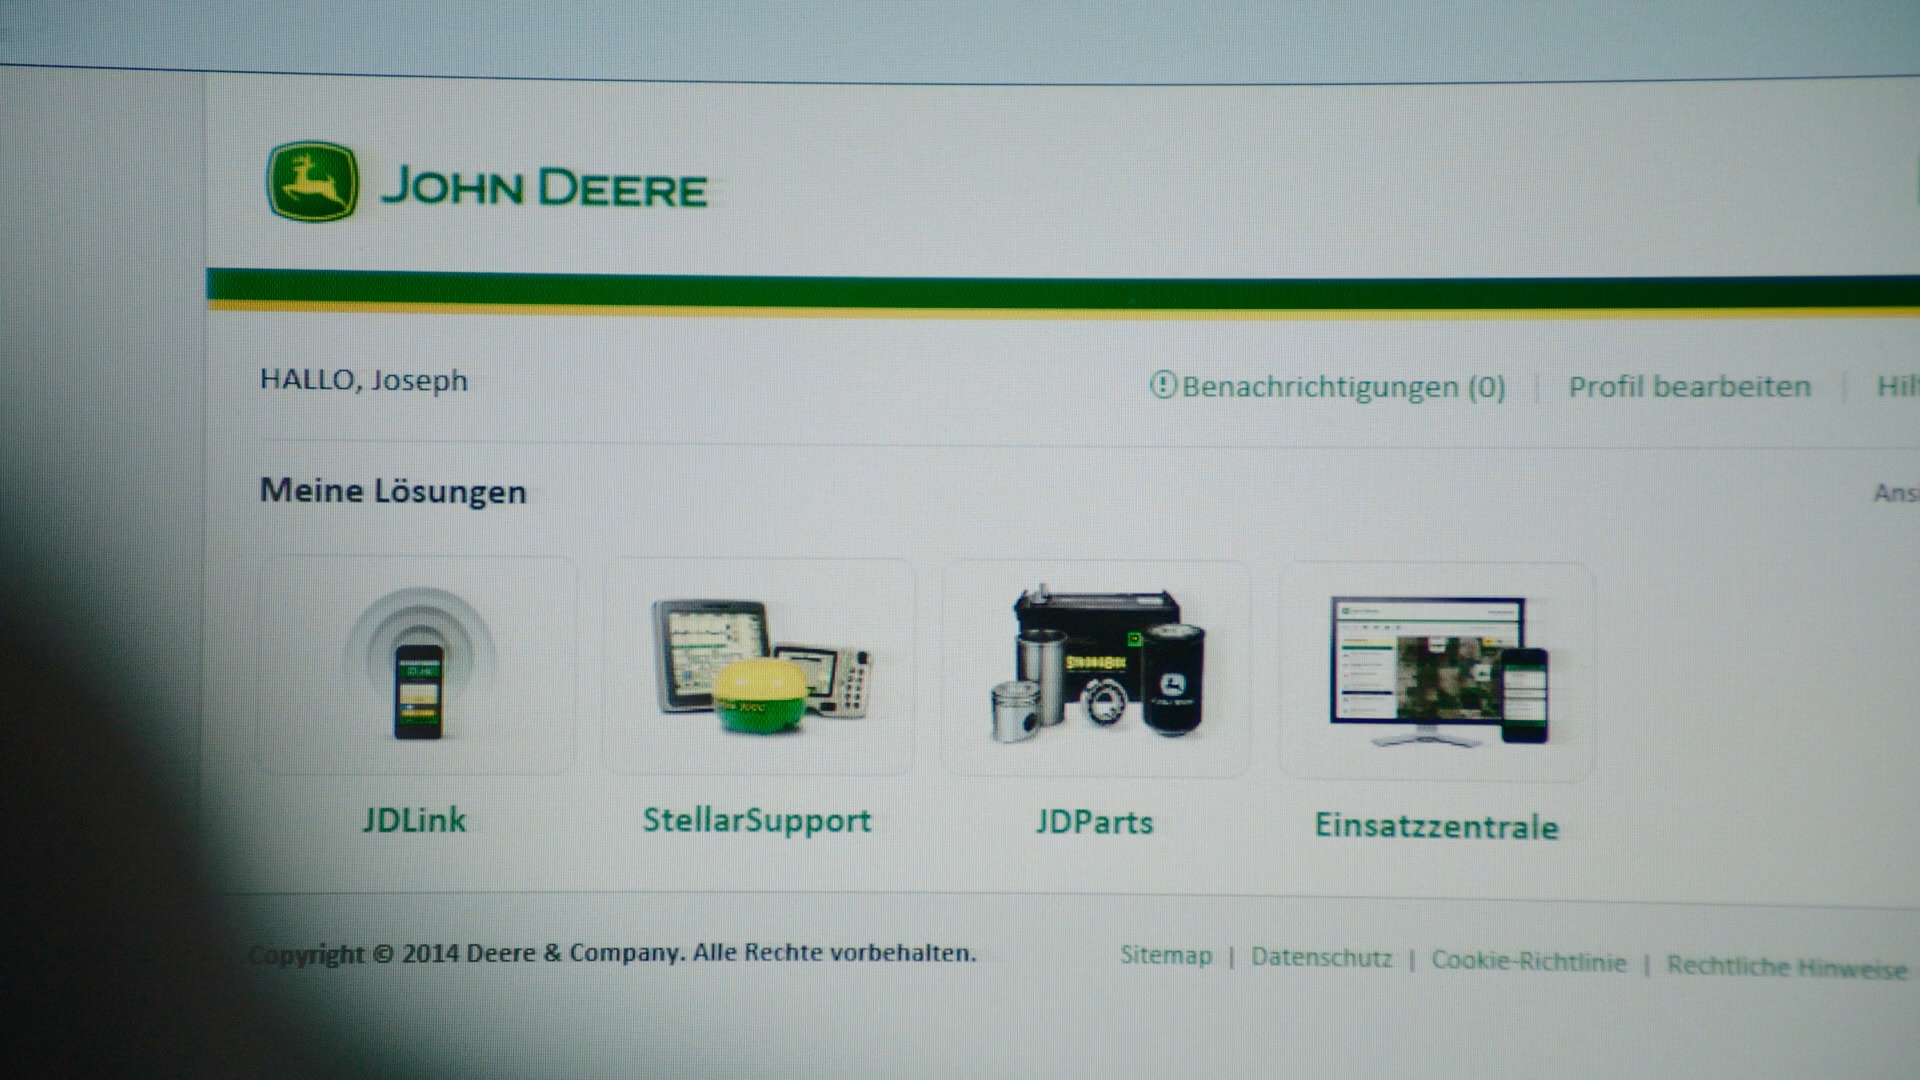 JOHN DEERE
HALLO, Joseph
Benachrichtigungen (0) | Profil bearbeiten |
Meine Lösungen
JDLink
StellarSupport
JDParts
Einsatzzentrale
Copyright © 2014 Deere & Company. Alle Rechte vorbehalten.
Sitemap | Datenschutz | Cookie-Richtlinie | Rechtliche Hinweise